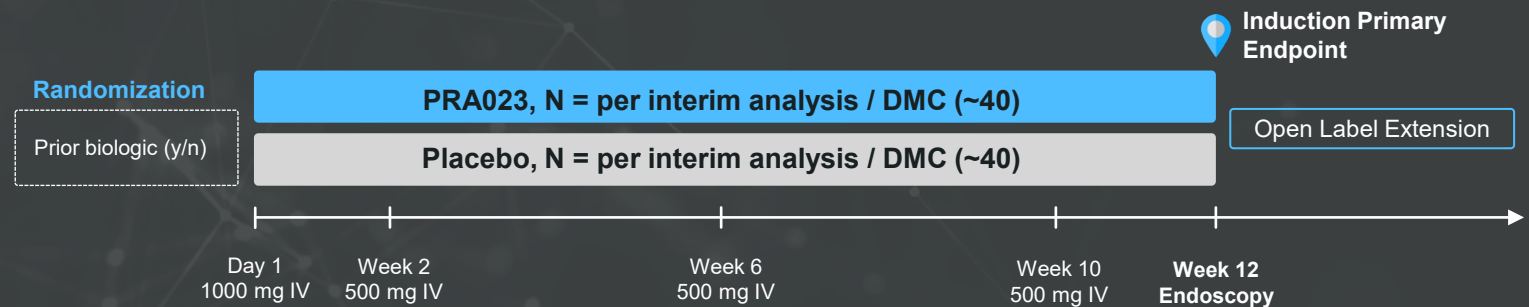 Induction Primary
Endpoint
Randomization
Prior biologic (y/n)
PRA023, N = per interim analysis / DMC (~40)
Placebo, N = per interim analysis / DMC (~40)
Open Label Extension
Day 1
1000 mg IV
Week 2
500 mg IV
Week 6
500 mg IV
Week 10
500 mg IV
Week 12
Endoscopy